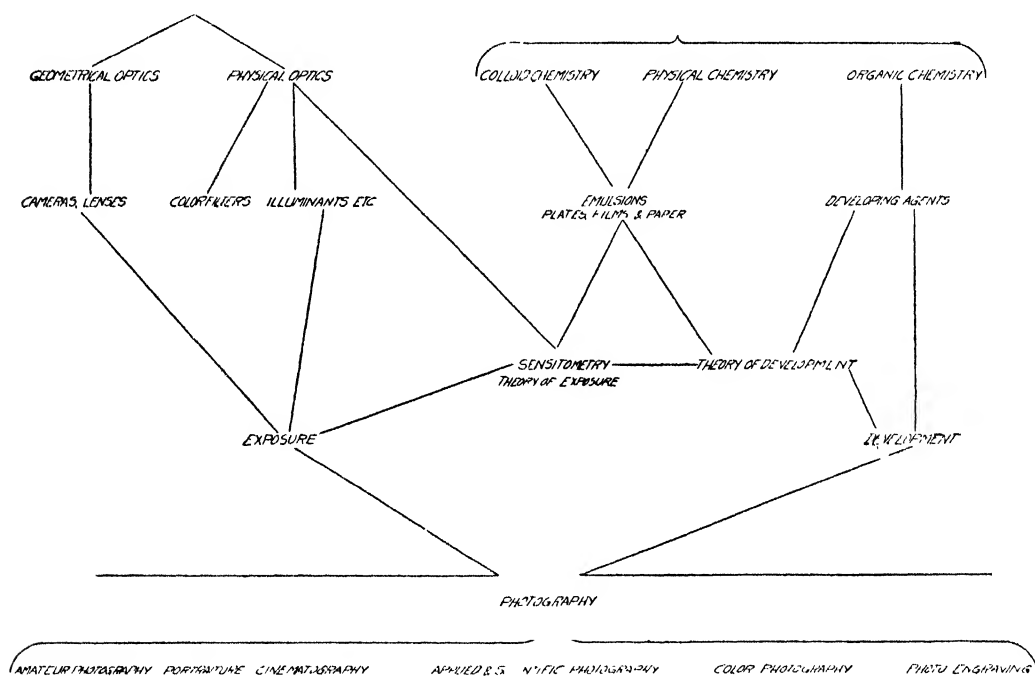 GEOMETRICAL OPTICS PHYSICAL OPTICS COLLOID CHEMISTRY PHYSICAL CHEMISTRY ORGANIC CHEMISTRY
CAMERAS, LENSES COLOR FILTERS ILLUMINANTS ETC EMULSIONS DEVELOPING AGENTS
PLATES, FILMS & PAPER
SENSITOMETRY THEORY OF DEVELOPMENT
THEORY OF EXPOSURE
EXPOSURE DEVELOPMENT
PHOTOGRAPHY
AMATEUR PHOTOGRAPHY PORTRAITURE CINEMATOGRAPHY APPLIED & PHOTOGRAPHY COLOR PHOTOGRAPHY PHOTO ENGRAVING